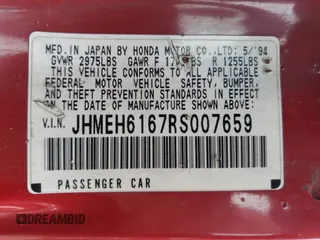 MFD. IN JAPAN BY HONDA MOTOR CO., LTD; 5/'94
GVWR 2975LBS GAWR F LBS R 1255LBS
THIS VEHICLE CONFORMS TO ALL APPLICABLE
FEDERAL MOTOR VEHICLE SAFETY, BUMPER,
AND THEFT PREVENTION STANDARDS IN EFFECT
ON THE DATE OF MANUFACTURE SHOWN ABOVE.
V.I.N. JHMEH6167RS007659
PASSENGER CAR
DREAMBID